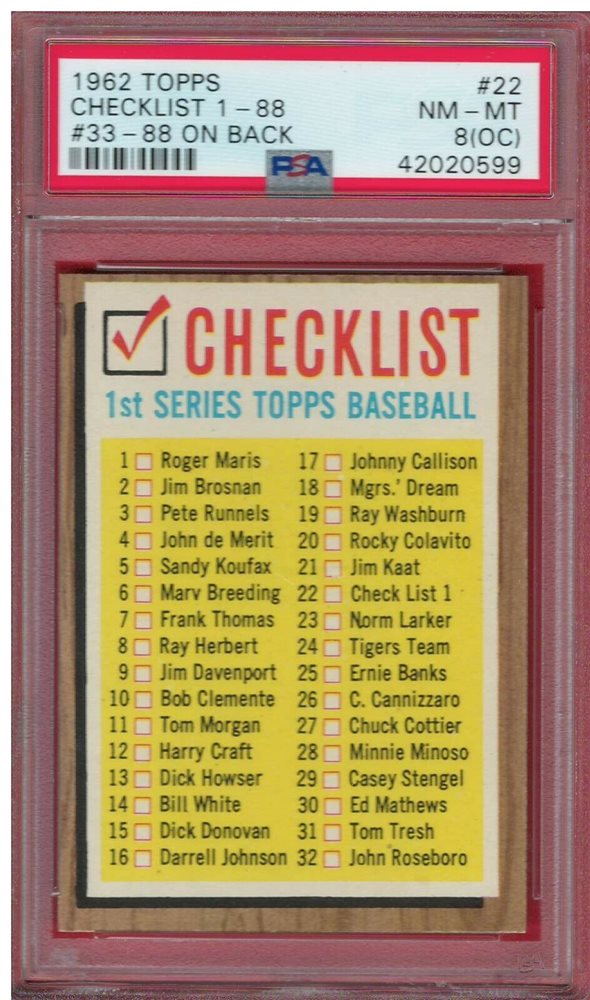 1962 TOPPS #22
CHECKLIST 1-88 NM-MT
#33-88 ON BACK 8(OC)
PSA 42020599
CHECKLIST
1st SERIES TOPPS BASEBALL
1 Roger Maris
2 Jim Brosnan
3 Pete Runnels
4 John de Merit
5 Sandy Koufax
6 Marv Breeding
7 Frank Thomas
8 Ray Herbert
9 Jim Davenport
10 Bob Clemente
11 Tom Morgan
12 Harry Craft
13 Dick Howser
14 Bill White
15 Dick Donovan
16 Darrell Johnson
17 Johnny Callison
18 Mgrs.' Dream
19 Ray Washburn
20 Rocky Colavito
21 Jim Kaat
22 Check List 1
23 Norm Larker
24 Tigers Team
25 Ernie Banks
26 C. Cannizzaro
27 Chuck Cottier
28 Minnie Minoso
29 Casey Stengel
30 Ed Mathews
31 Tom Tresh
32 John Roseboro